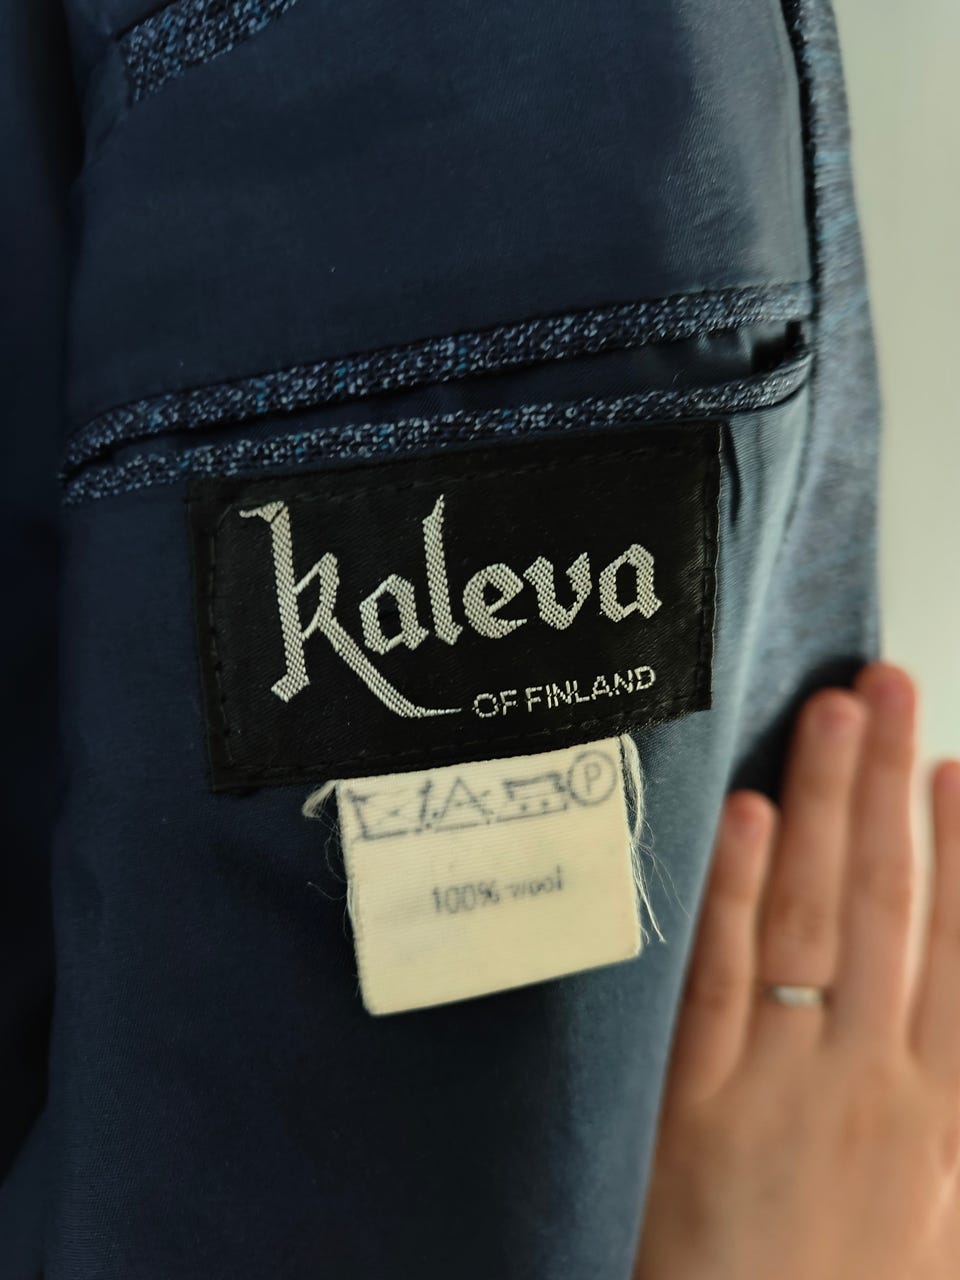 Kaleva
OF FINLAND
P
100% wool